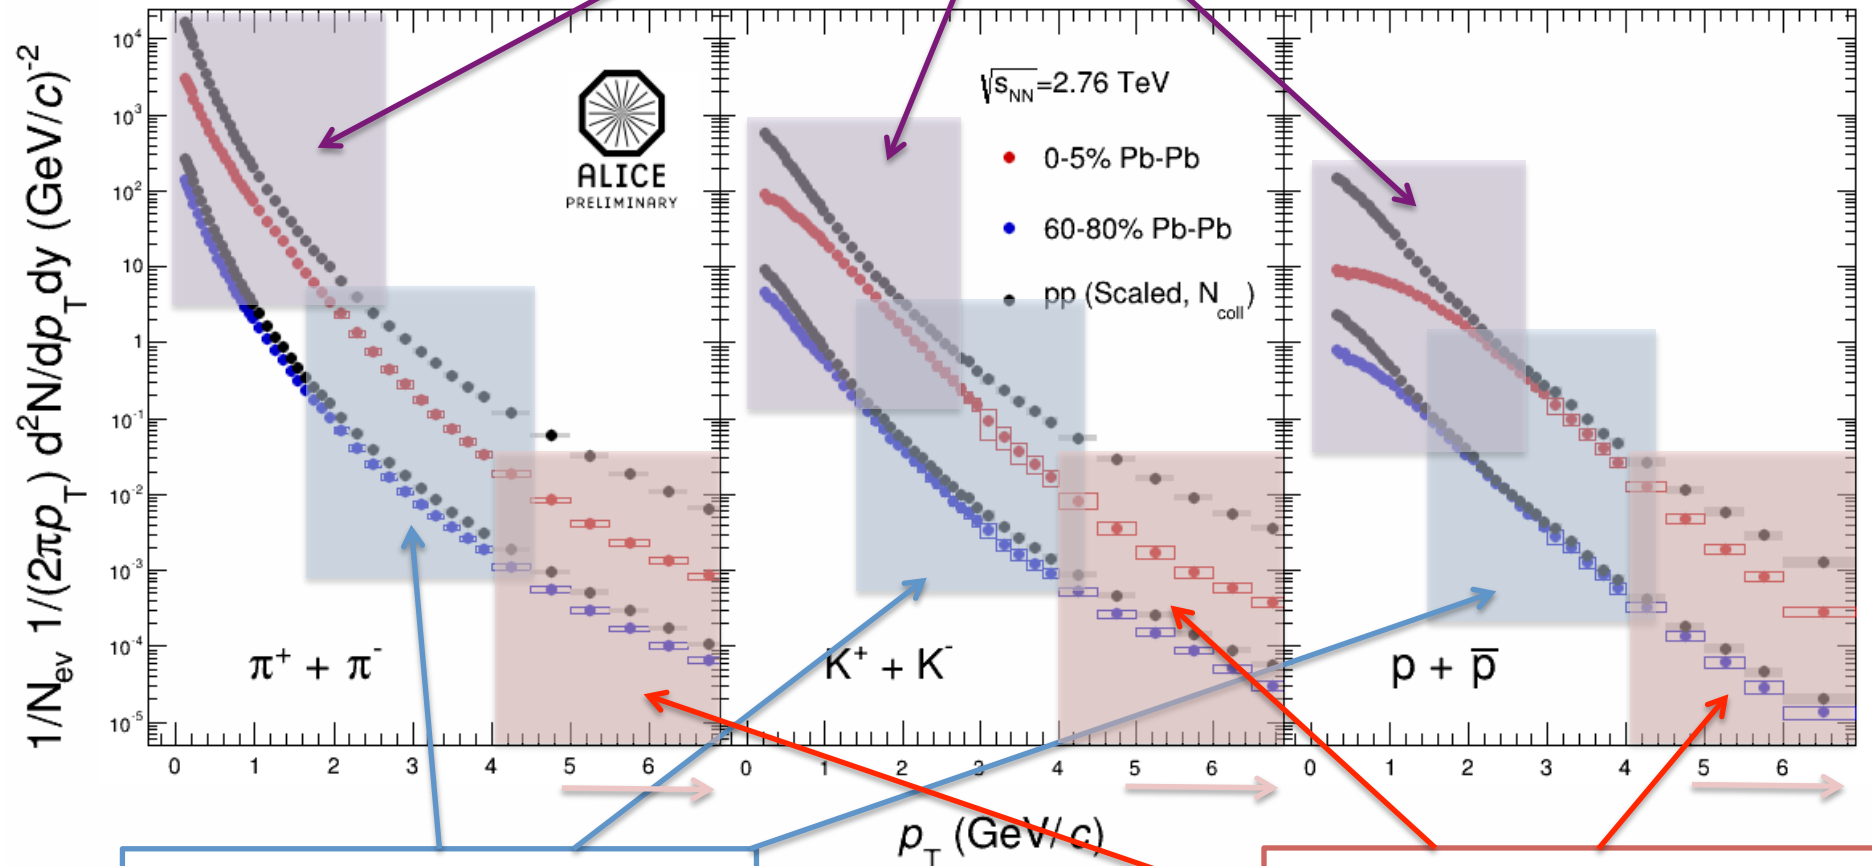 1/N_ev 1/(2πp_T) d²N/dp_Tdy (GeV/c)⁻²
10⁴
10³
10²
10
1
10⁻¹
10⁻²
10⁻³
10⁻⁴
10⁻⁵
ALICE
PRELIMINARY
√s_NN=2.76 TeV
0-5% Pb-Pb
60-80% Pb-Pb
pp (Scaled, N_coll)
π⁺ + π⁻
K⁺ + K⁻
p + p̅
0 1 2 3 4 5 6
0 1 2 3 4 5 6
0 1 2 3 4 5 6
p_T (GeV/c)